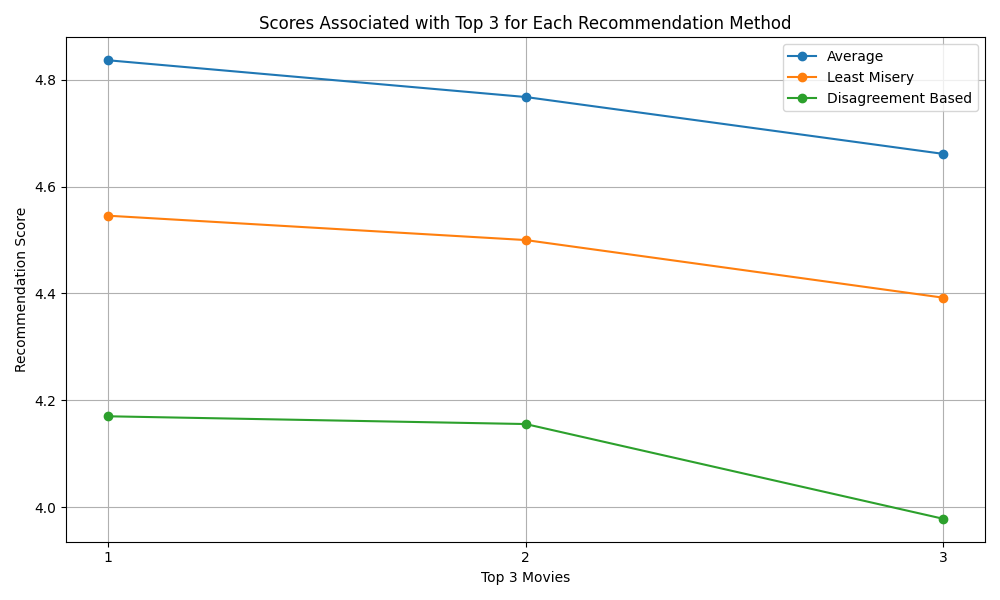 Scores Associated with Top 3 for Each Recommendation Method
Average
Least Misery
Disagreement Based
Recommendation Score
4.8
4.6
4.4
4.2
4.0
1 2 3
Top 3 Movies